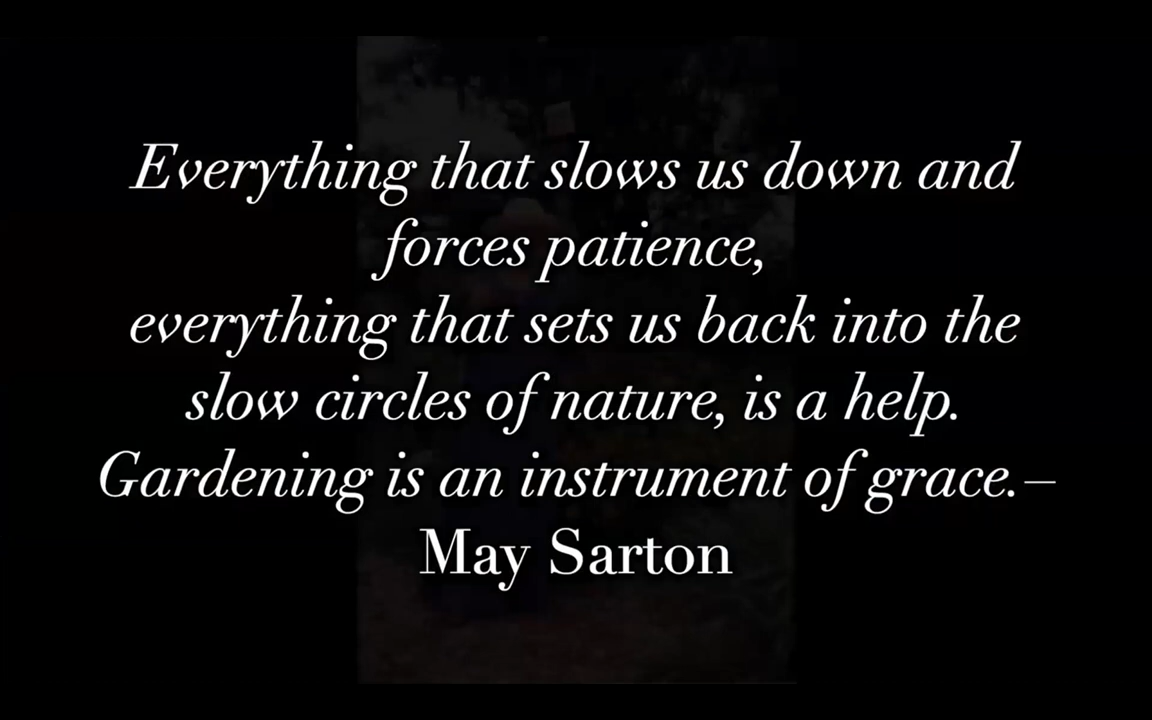 Everything that slows us down and
forces patience,
everything that sets us back into the
slow circles of nature, is a help.
Gardening is an instrument of grace.–
May Sarton